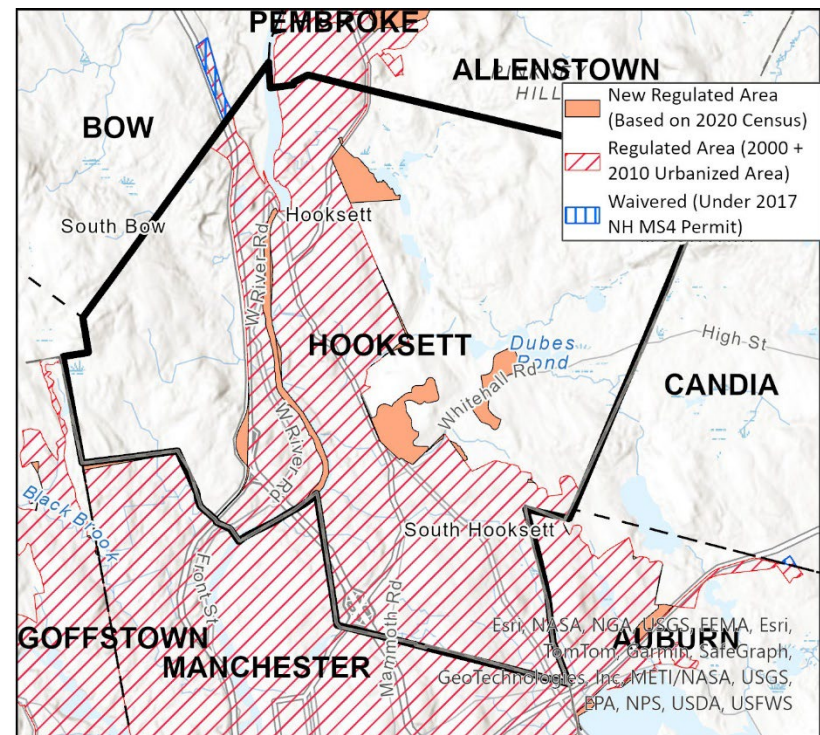 PEMBROKE
ALLENSTOWN
HILL
New Regulated Area
(Based on 2020 Census)
Regulated Area (2000 +
2010 Urbanized Area)
Waivered (Under 2017
NH MS4 Permit)
BOW
South Bow
Hooksett
W River Rd
HOOKSETT
Dubes
Pond
High St
Whitehall Rd
CANDIA
W River Rd
Black Brook
South Hooksett
Front St
Mammoth Rd
GOFFSTOWN
MANCHESTER
AUBURN
Esri, NASA, NGA, USGS, FEMA, Esri,
TomTom, Garmin, SafeGraph,
GeoTechnologies, Inc, METI/NASA, USGS,
EPA, NPS, USDA, USFWS